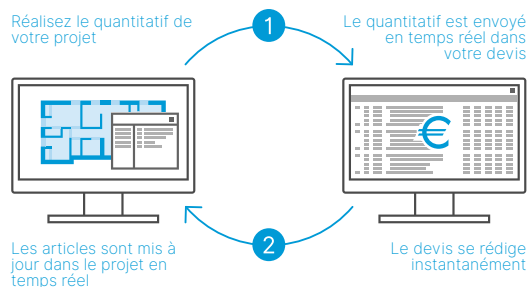 Réalisez le quantitatif de
votre projet
1
Le quantitatif est envoyé
en temps réel dans
votre devis
€
Les articles sont mis à
jour dans le projet en
temps réel
2
Le devis se rédige
instantanément